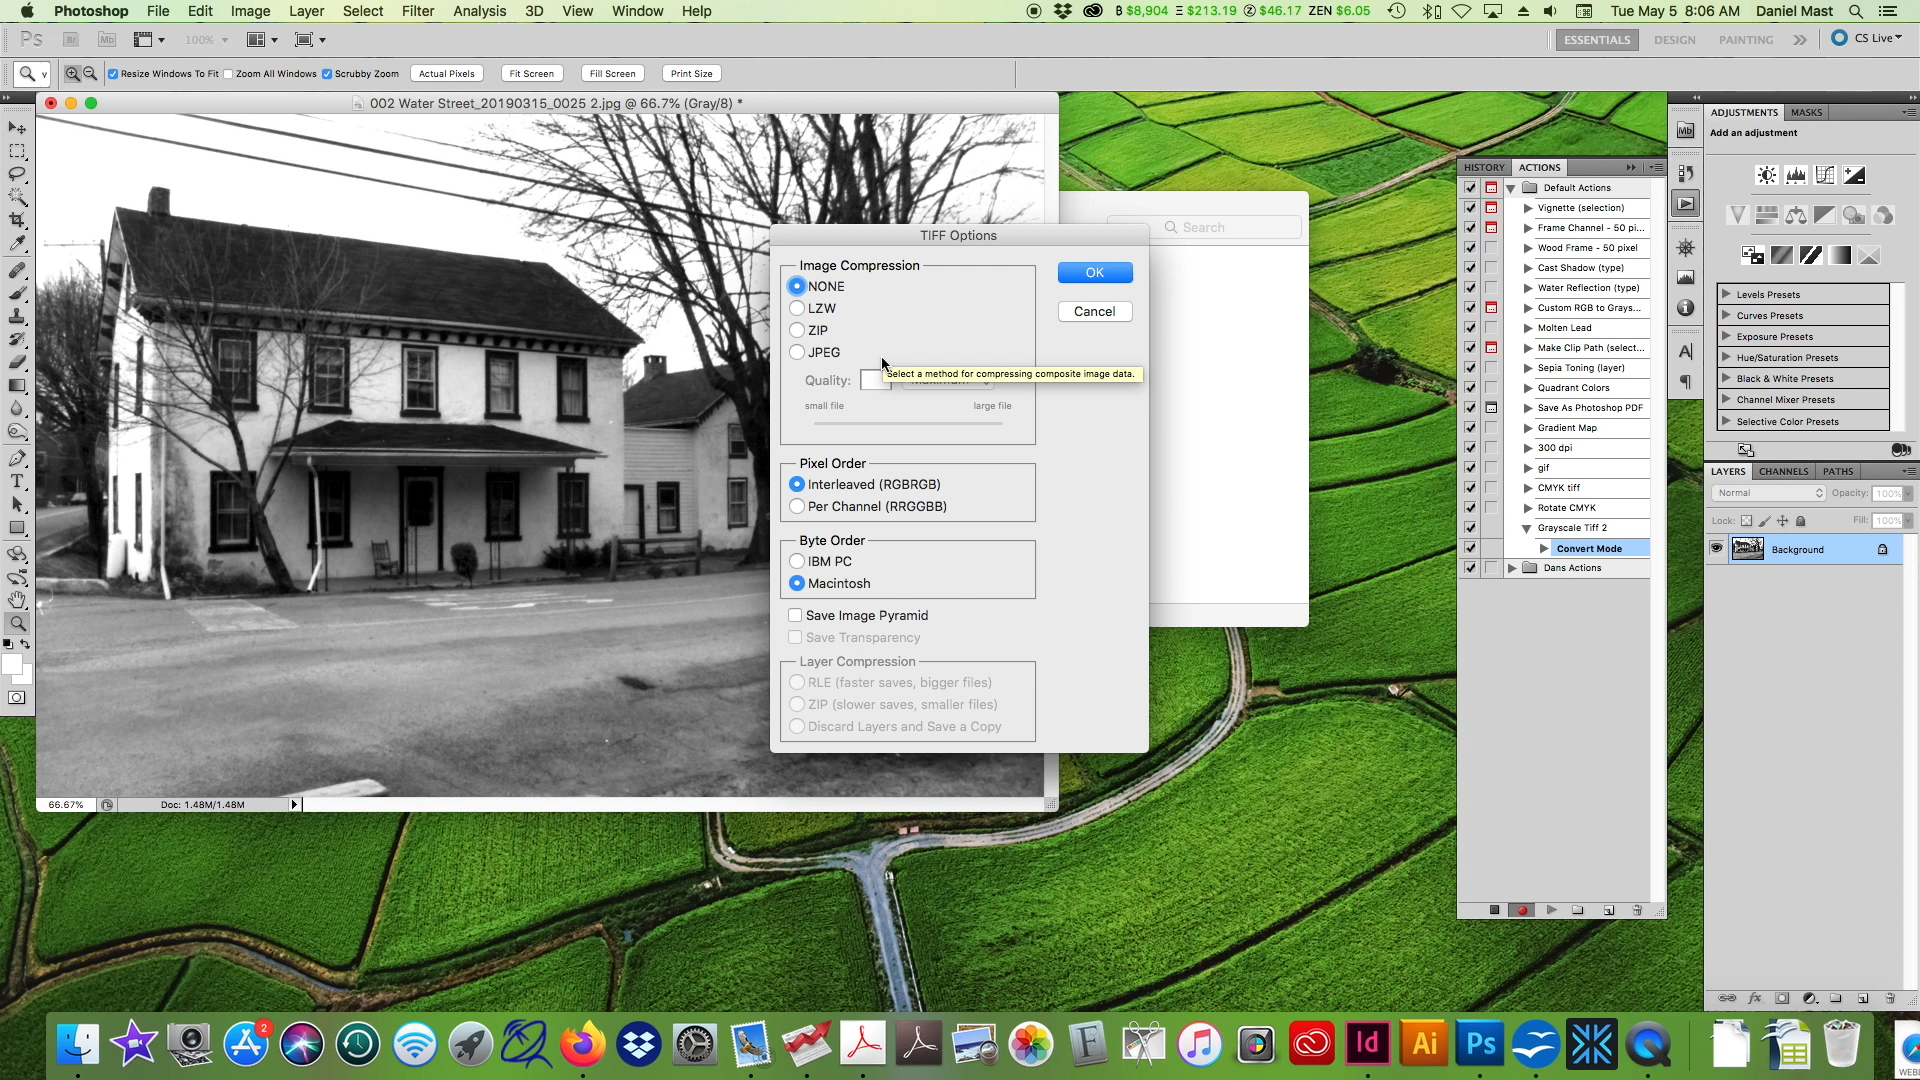 Photoshop File Edit Image Layer Select Filter Analysis 3D View Window Help
฿ $8,904 Ξ $213.19 ⓩ $46.17 ZEN $6.05
Tue May 5 8:06 AM Daniel Mast
Ps Br Mb 100%
ESSENTIALS DESIGN PAINTING CS Live
Resize Windows To Fit Zoom All Windows Scrubby Zoom Actual Pixels Fit Screen Fill Screen Print Size
002 Water Street_20190315_0025 2.jpg @ 66.7% (Gray/8) *
Search
TIFF Options
Image Compression
NONE
LZW
ZIP
JPEG
Quality:
Select a method for compressing composite image data.
small file large file
OK
Cancel
Pixel Order
Interleaved (RGBRGB)
Per Channel (RRGGBB)
Byte Order
IBM PC
Macintosh
Save Image Pyramid
Save Transparency
Layer Compression
RLE (faster saves, bigger files)
ZIP (slower saves, smaller files)
Discard Layers and Save a Copy
66.67% Doc: 1.48M/1.48M
HISTORY ACTIONS
Default Actions
Vignette (selection)
Frame Channel - 50 pi...
Wood Frame - 50 pixel
Cast Shadow (type)
Water Reflection (type)
Custom RGB to Grays...
Molten Lead
Make Clip Path (select...
Sepia Toning (layer)
Quadrant Colors
Save As Photoshop PDF
Gradient Map
300 dpi
gif
CMYK tiff
Rotate CMYK
Grayscale Tiff 2
Convert Mode
Dans Actions
Mb
ADJUSTMENTS MASKS
Add an adjustment
Levels Presets
Curves Presets
Exposure Presets
Hue/Saturation Presets
Black & White Presets
Channel Mixer Presets
Selective Color Presets
LAYERS CHANNELS PATHS
Normal Opacity: 100%
Lock: Fill: 100%
Background
2
Id Ai Ps